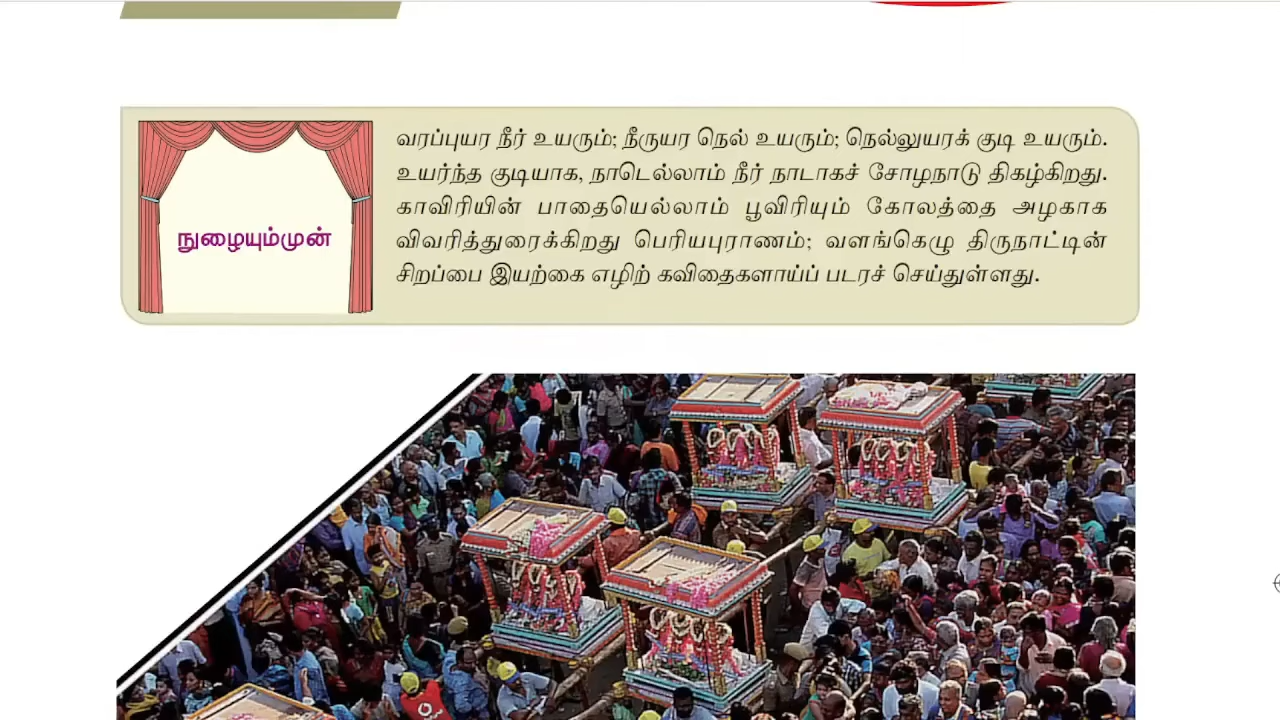 நுழையும்முன்
வரப்புயர நீர் உயரும்; நீருயர நெல் உயரும்; நெல்லுயரக் குடி உயரும்.
உயர்ந்த குடியாக, நாடெல்லாம் நீர் நாடாகச் சோழநாடு திகழ்கிறது.
காவிரியின் பாதையெல்லாம் பூவிரியும் கோலத்தை அழகாக
விவரித்துரைக்கிறது பெரியபுராணம்; வளங்கெழு திருநாட்டின்
சிறப்பை இயற்கை எழிற் கவிதைகளாய்ப் படரச் செய்துள்ளது.